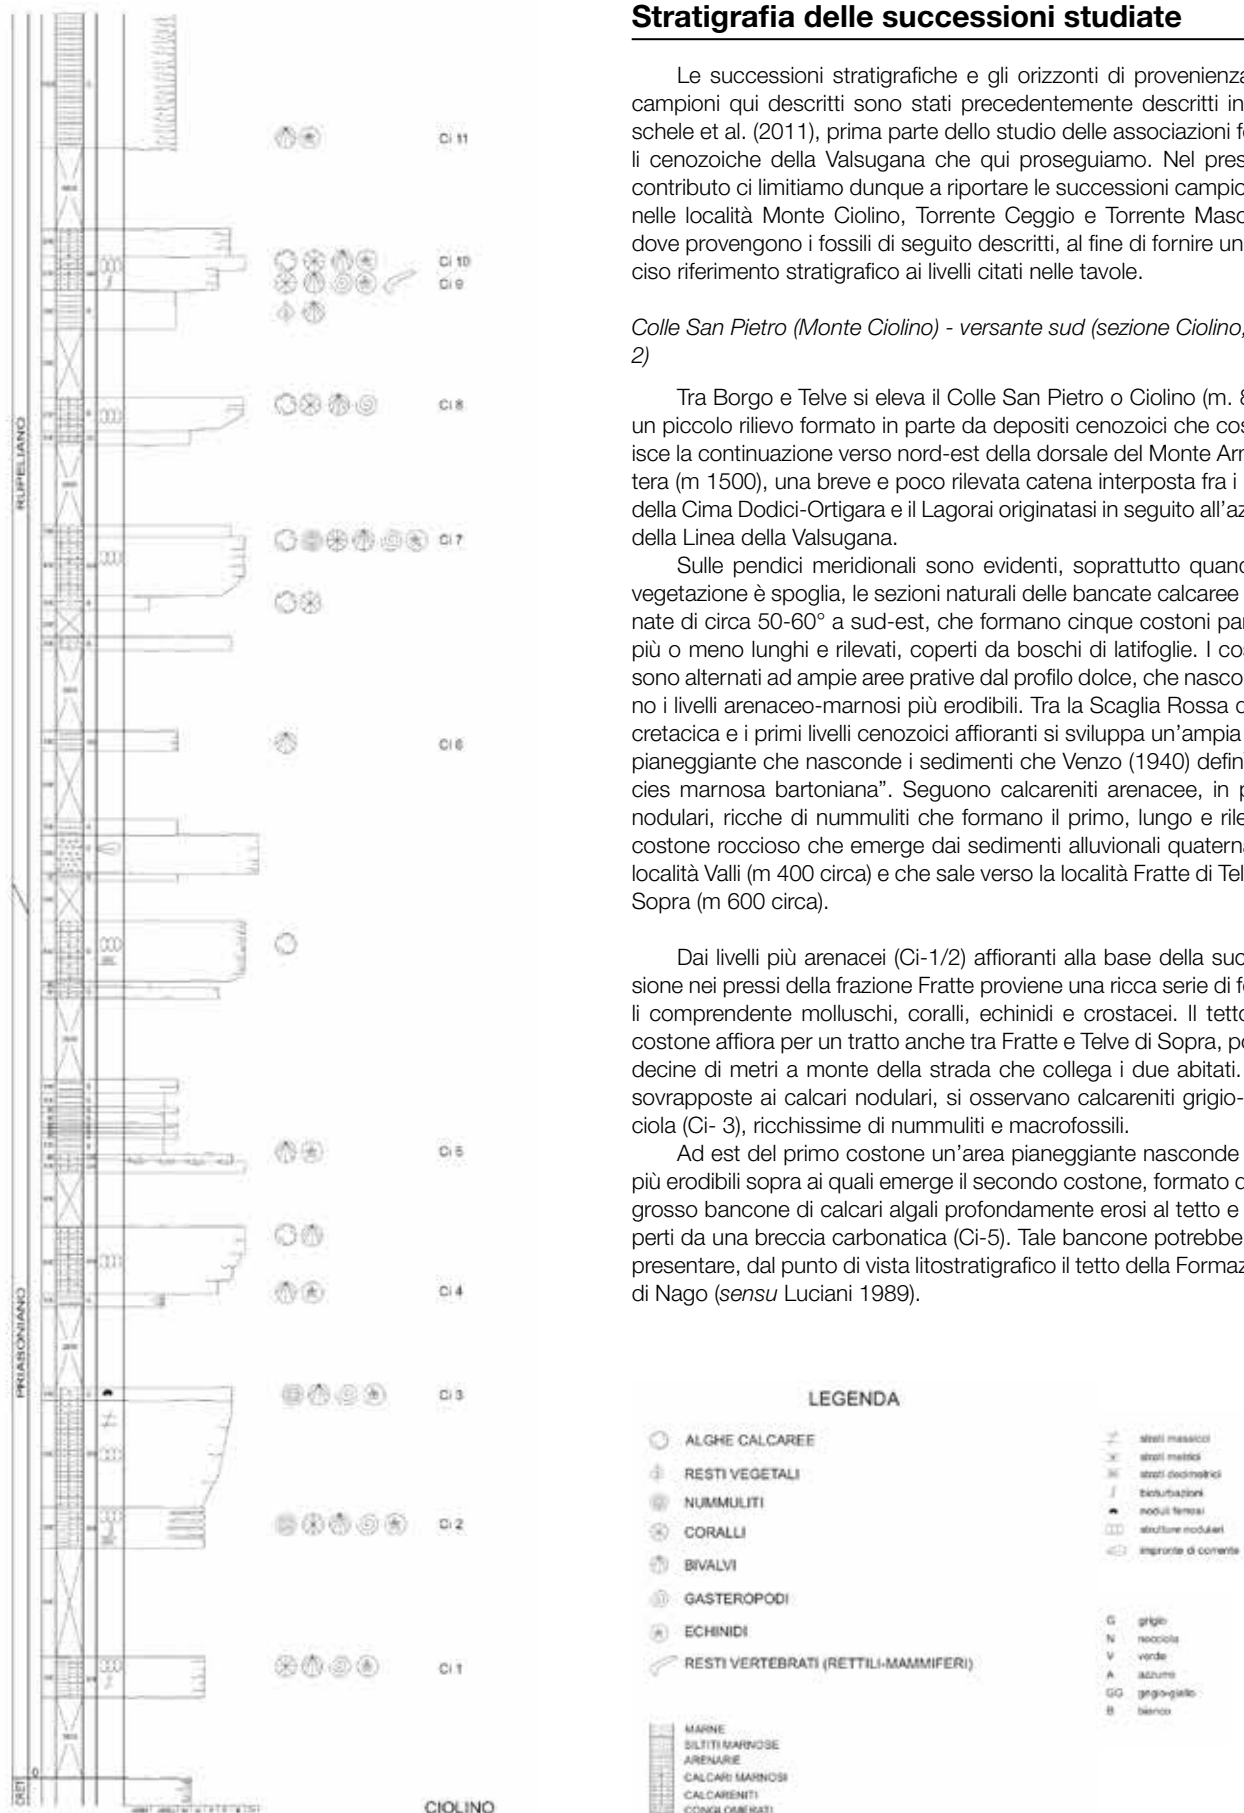 Ci 11
Ci 10
Ci 9
Ci 8
RUPELIANO
Ci 7
Ci 6
Ci 5
Ci 4
PRIABONIANO
Ci 3
Ci 2
Ci 1
CRET
0
CIOLINO
Stratigrafia delle successioni studiate
Le successioni stratigrafiche e gli orizzonti di provenienza
campioni qui descritti sono stati precedentemente descritti in
schele et al. (2011), prima parte dello studio delle associazioni fo
li cenozoiche della Valsugana che qui proseguiamo. Nel pres
contributo ci limitiamo dunque a riportare le successioni campio
nelle località Monte Ciolino, Torrente Ceggio e Torrente Maso
dove provengono i fossili di seguito descritti, al fine di fornire un
ciso riferimento stratigrafico ai livelli citati nelle tavole.
Colle San Pietro (Monte Ciolino) - versante sud (sezione Ciolino,
2)
Tra Borgo e Telve si eleva il Colle San Pietro o Ciolino (m. 8
un piccolo rilievo formato in parte da depositi cenozoici che cos
isce la continuazione verso nord-est della dorsale del Monte Arm
tera (m 1500), una breve e poco rilevata catena interposta fra i
della Cima Dodici-Ortigara e il Lagorai originatasi in seguito all'az
della Linea della Valsugana.
Sulle pendici meridionali sono evidenti, soprattutto quand
vegetazione è spoglia, le sezioni naturali delle bancate calcaree
nate di circa 50-60° a sud-est, che formano cinque costoni par
più o meno lunghi e rilevati, coperti da boschi di latifoglie. I cos
sono alternati ad ampie aree prative dal profilo dolce, che nasco
no i livelli arenaceo-marnosi più erodibili. Tra la Scaglia Rossa c
cretacica e i primi livelli cenozoici affioranti si sviluppa un'ampia
pianeggiante che nasconde i sedimenti che Venzo (1940) definì
cies marnosa bartoniana". Seguono calcareniti arenacee, in p
nodulari, ricche di nummuliti che formano il primo, lungo e rile
costone roccioso che emerge dai sedimenti alluvionali quaterna
località Valli (m 400 circa) e che sale verso la località Fratte di Tel
Sopra (m 600 circa).
Dai livelli più arenacei (Ci-1/2) affioranti alla base della suc
sione nei pressi della frazione Fratte proviene una ricca serie di fo
li comprendente molluschi, coralli, echinidi e crostacei. Il tetto
costone affiora per un tratto anche tra Fratte e Telve di Sopra, po
decine di metri a monte della strada che collega i due abitati.
sovrapposte ai calcari nodulari, si osservano calcareniti grigio-
ciola (Ci- 3), ricchissime di nummuliti e macrofossili.
Ad est del primo costone un'area pianeggiante nasconde
più erodibili sopra ai quali emerge il secondo costone, formato d
grosso bancone di calcari algali profondamente erosi al tetto e
perti da una breccia carbonatica (Ci-5). Tale bancone potrebbe
presentare, dal punto di vista litostratigrafico il tetto della Formaz
di Nago (sensu Luciani 1989).
LEGENDA
ALGHE CALCAREE
RESTI VEGETALI
NUMMULITI
CORALLI
BIVALVI
GASTEROPODI
ECHINIDI
RESTI VERTEBRATI (RETTILI-MAMMIFERI)
MARNE
SILTITI MARNOSE
ARENARIE
CALCARI MARNOSI
CALCARENITI
CONGLOMERATI
strati massicci
strati metrici
strati decimetrici
bioturbazioni
noduli ferrosi
strutture nodulari
impronte di corrente
G grigio
N nocciola
V verde
A azzurro
GG grigio-giallo
B bianco